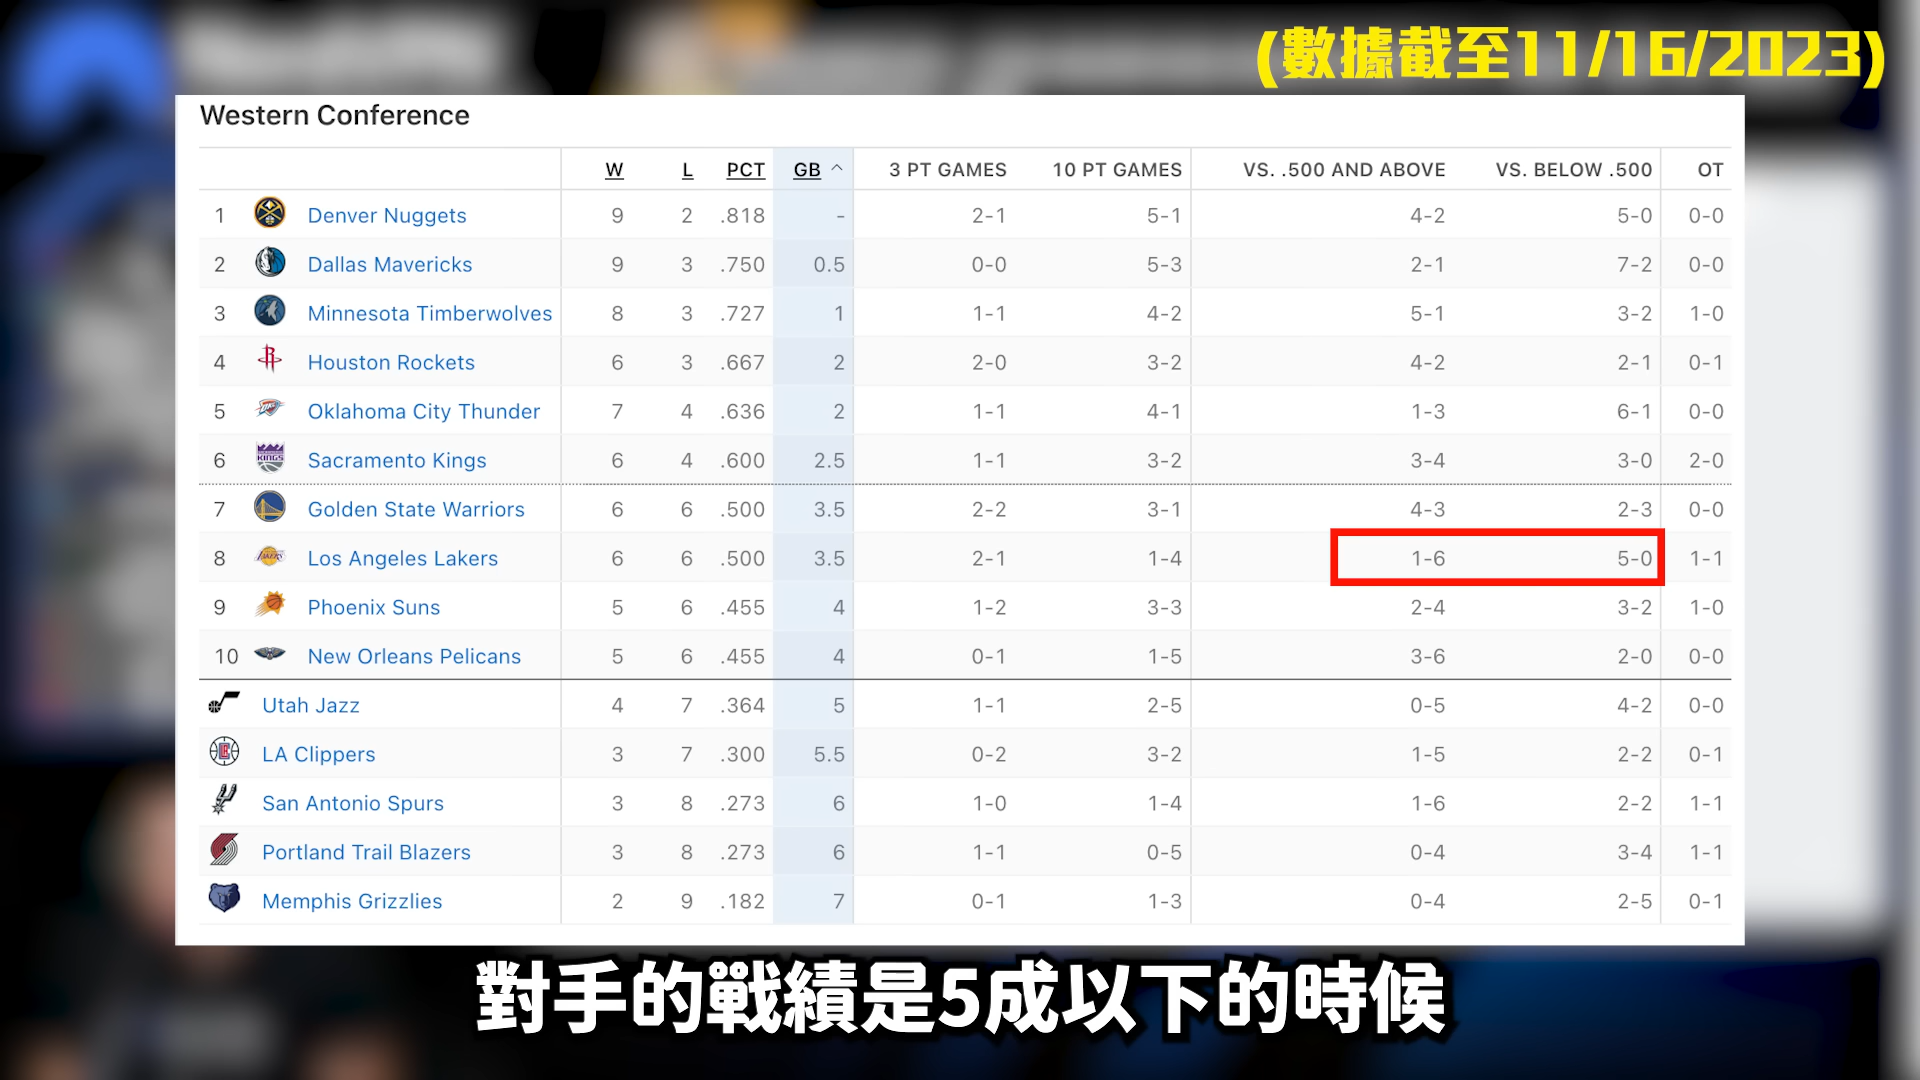 (數據截至11/16/2023)
Western Conference
W L PCT GB ^ 3 PT GAMES 10 PT GAMES VS. .500 AND ABOVE VS. BELOW .500 OT
1 Denver Nuggets 9 2 .818 - 2-1 5-1 4-2 5-0 0-0
2 Dallas Mavericks 9 3 .750 0.5 0-0 5-3 2-1 7-2 0-0
3 Minnesota Timberwolves 8 3 .727 1 1-1 4-2 5-1 3-2 1-0
4 Houston Rockets 6 3 .667 2 2-0 3-2 4-2 2-1 0-1
5 Oklahoma City Thunder 7 4 .636 2 1-1 4-1 1-3 6-1 0-0
6 Sacramento Kings 6 4 .600 2.5 1-1 3-2 3-4 3-0 2-0
7 Golden State Warriors 6 6 .500 3.5 2-2 3-1 4-3 2-3 0-0
8 Los Angeles Lakers 6 6 .500 3.5 2-1 1-4 1-6 5-0 1-1
9 Phoenix Suns 5 6 .455 4 1-2 3-3 2-4 3-2 1-0
10 New Orleans Pelicans 5 6 .455 4 0-1 1-5 3-6 2-0 0-0
Utah Jazz 4 7 .364 5 1-1 2-5 0-5 4-2 0-0
LA Clippers 3 7 .300 5.5 0-2 3-2 1-5 2-2 0-1
San Antonio Spurs 3 8 .273 6 1-0 1-4 1-6 2-2 1-1
Portland Trail Blazers 3 8 .273 6 1-1 0-5 0-4 3-4 1-1
Memphis Grizzlies 2 9 .182 7 0-1 1-3 0-4 2-5 0-1
對手的戰績是5成以下的時候